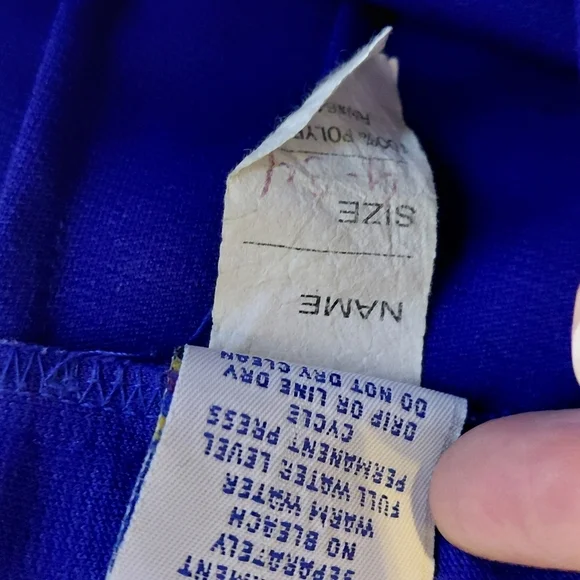 SEPARATELY
NO BLEACH
WARM WATER
FULL WATER LEVEL
PERMANENT PRESS
CYCLE
DRIP OR LINE DRY
DO NOT DRY CLEAN
NAME
SIZE
100%